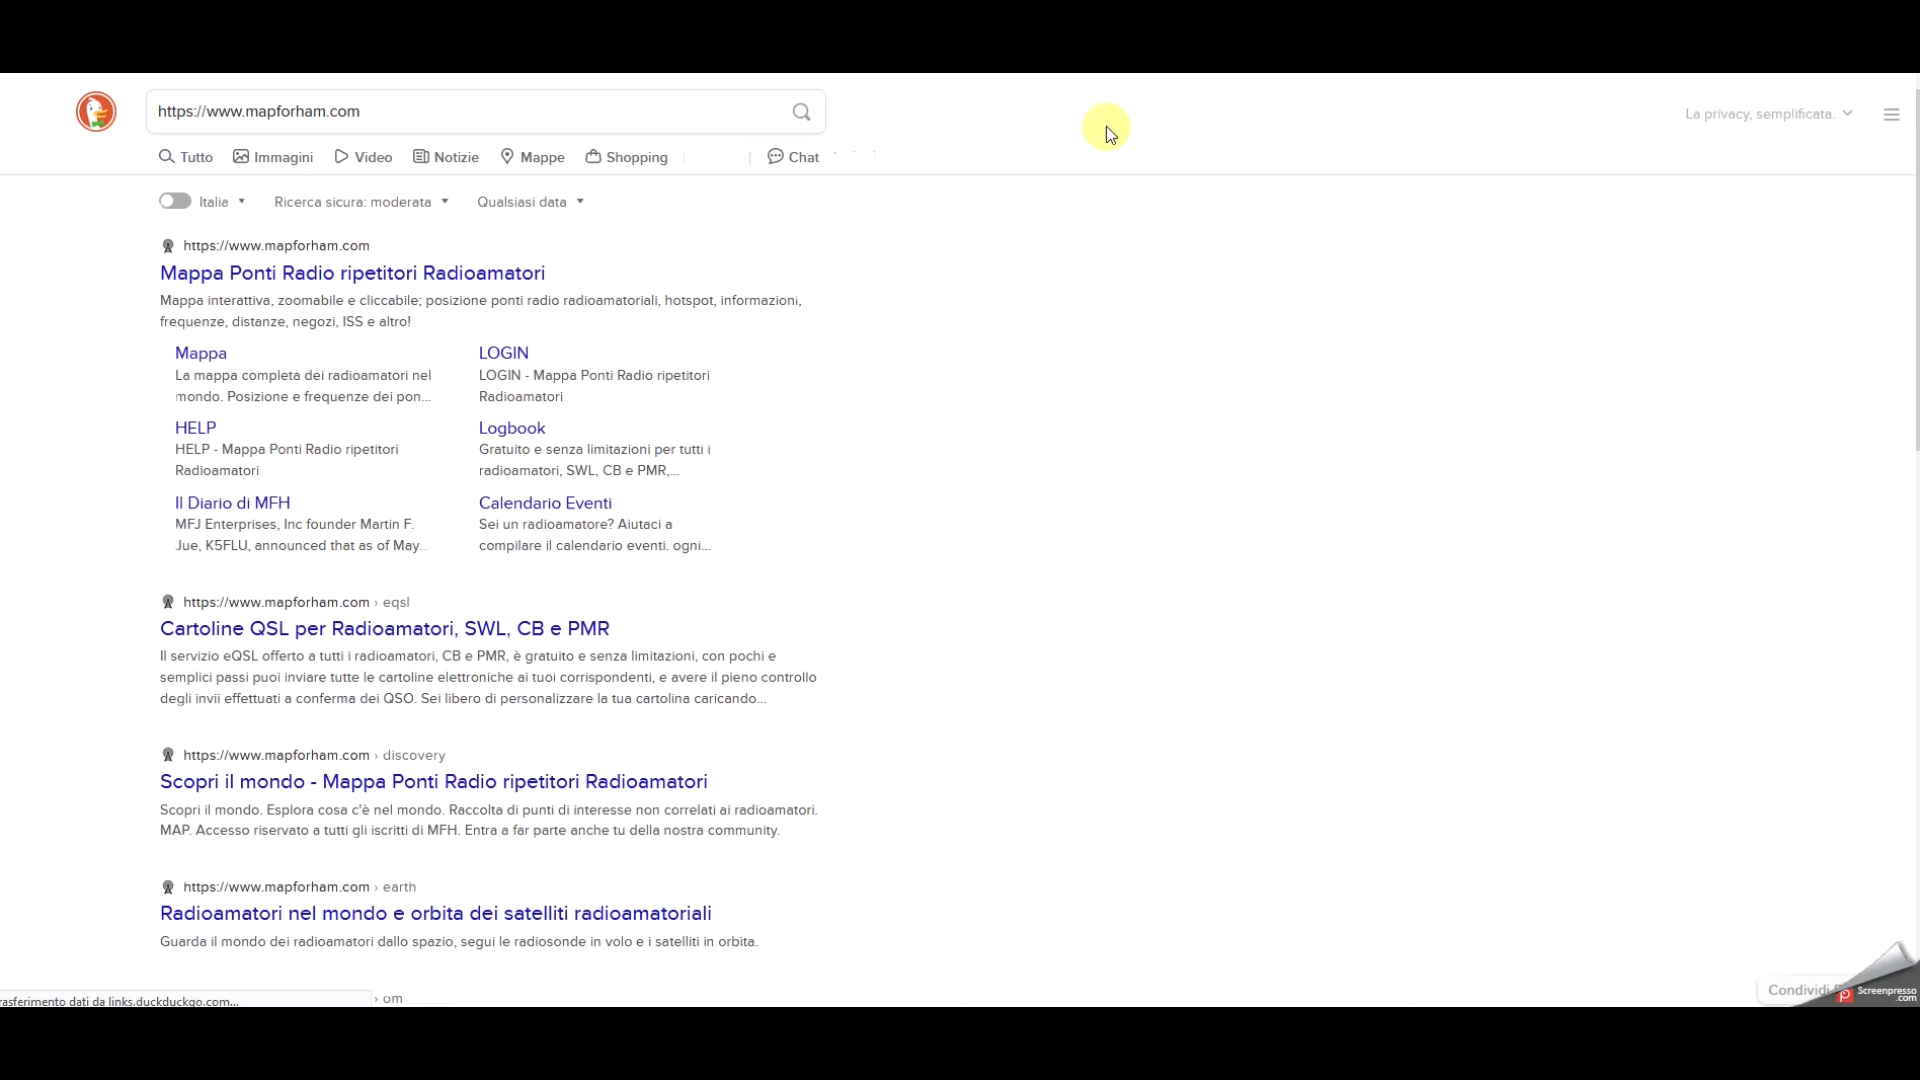 https://www.mapforham.com
La privacy, semplificata.
Tutto Immagini Video Notizie Mappe Shopping Chat
Italia Ricerca sicura: moderata Qualsiasi data
https://www.mapforham.com
Mappa Ponti Radio ripetitori Radioamatori
Mappa interattiva, zoomabile e cliccabile; posizione ponti radio radioamatoriali, hotspot, informazioni,
frequenze, distanze, negozi, ISS e altro!
Mappa
La mappa completa dei radioamatori nel
mondo. Posizione e frequenze dei pon...
LOGIN
LOGIN - Mappa Ponti Radio ripetitori
Radioamatori
HELP
HELP - Mappa Ponti Radio ripetitori
Radioamatori
Logbook
Gratuito e senza limitazioni per tutti i
radioamatori, SWL, CB e PMR,...
Il Diario di MFH
MFJ Enterprises, Inc founder Martin F.
Jue, K5FLU, announced that as of May...
Calendario Eventi
Sei un radioamatore? Aiutaci a
compilare il calendario eventi. ogni...
https://www.mapforham.com › eqsl
Cartoline QSL per Radioamatori, SWL, CB e PMR
Il servizio eQSL offerto a tutti i radioamatori, CB e PMR, è gratuito e senza limitazioni, con pochi e
semplici passi puoi inviare tutte le cartoline elettroniche ai tuoi corrispondenti, e avere il pieno controllo
degli invii effettuati a conferma dei QSO. Sei libero di personalizzare la tua cartolina caricando...
https://www.mapforham.com › discovery
Scopri il mondo - Mappa Ponti Radio ripetitori Radioamatori
Scopri il mondo. Esplora cosa c'è nel mondo. Raccolta di punti di interesse non correlati ai radioamatori.
MAP. Accesso riservato a tutti gli iscritti di MFH. Entra a far parte anche tu della nostra community.
https://www.mapforham.com › earth
Radioamatori nel mondo e orbita dei satelliti radioamatoriali
Guarda il mondo dei radioamatori dallo spazio, segui le radiosonde in volo e i satelliti in orbita.
› om
rasferimento dati da links.duckduckgo.com...
Condividi
Screenpresso
.com